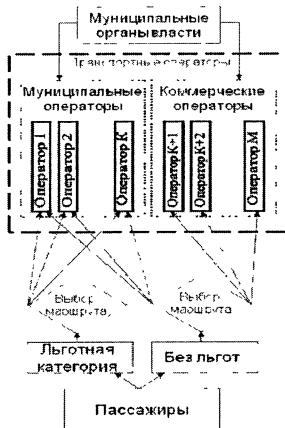 Муниципальные
органы власти
Транспортные операторы
Муниципальные
операторы
Коммерческие
операторы
Оператор 1
Оператор 2
Оператор K
Оператор K+1
Оператор K+2
Оператор M
Выбор
маршрута
Выбор
маршрута
Льготная
категория
Без льгот
Пассажиры